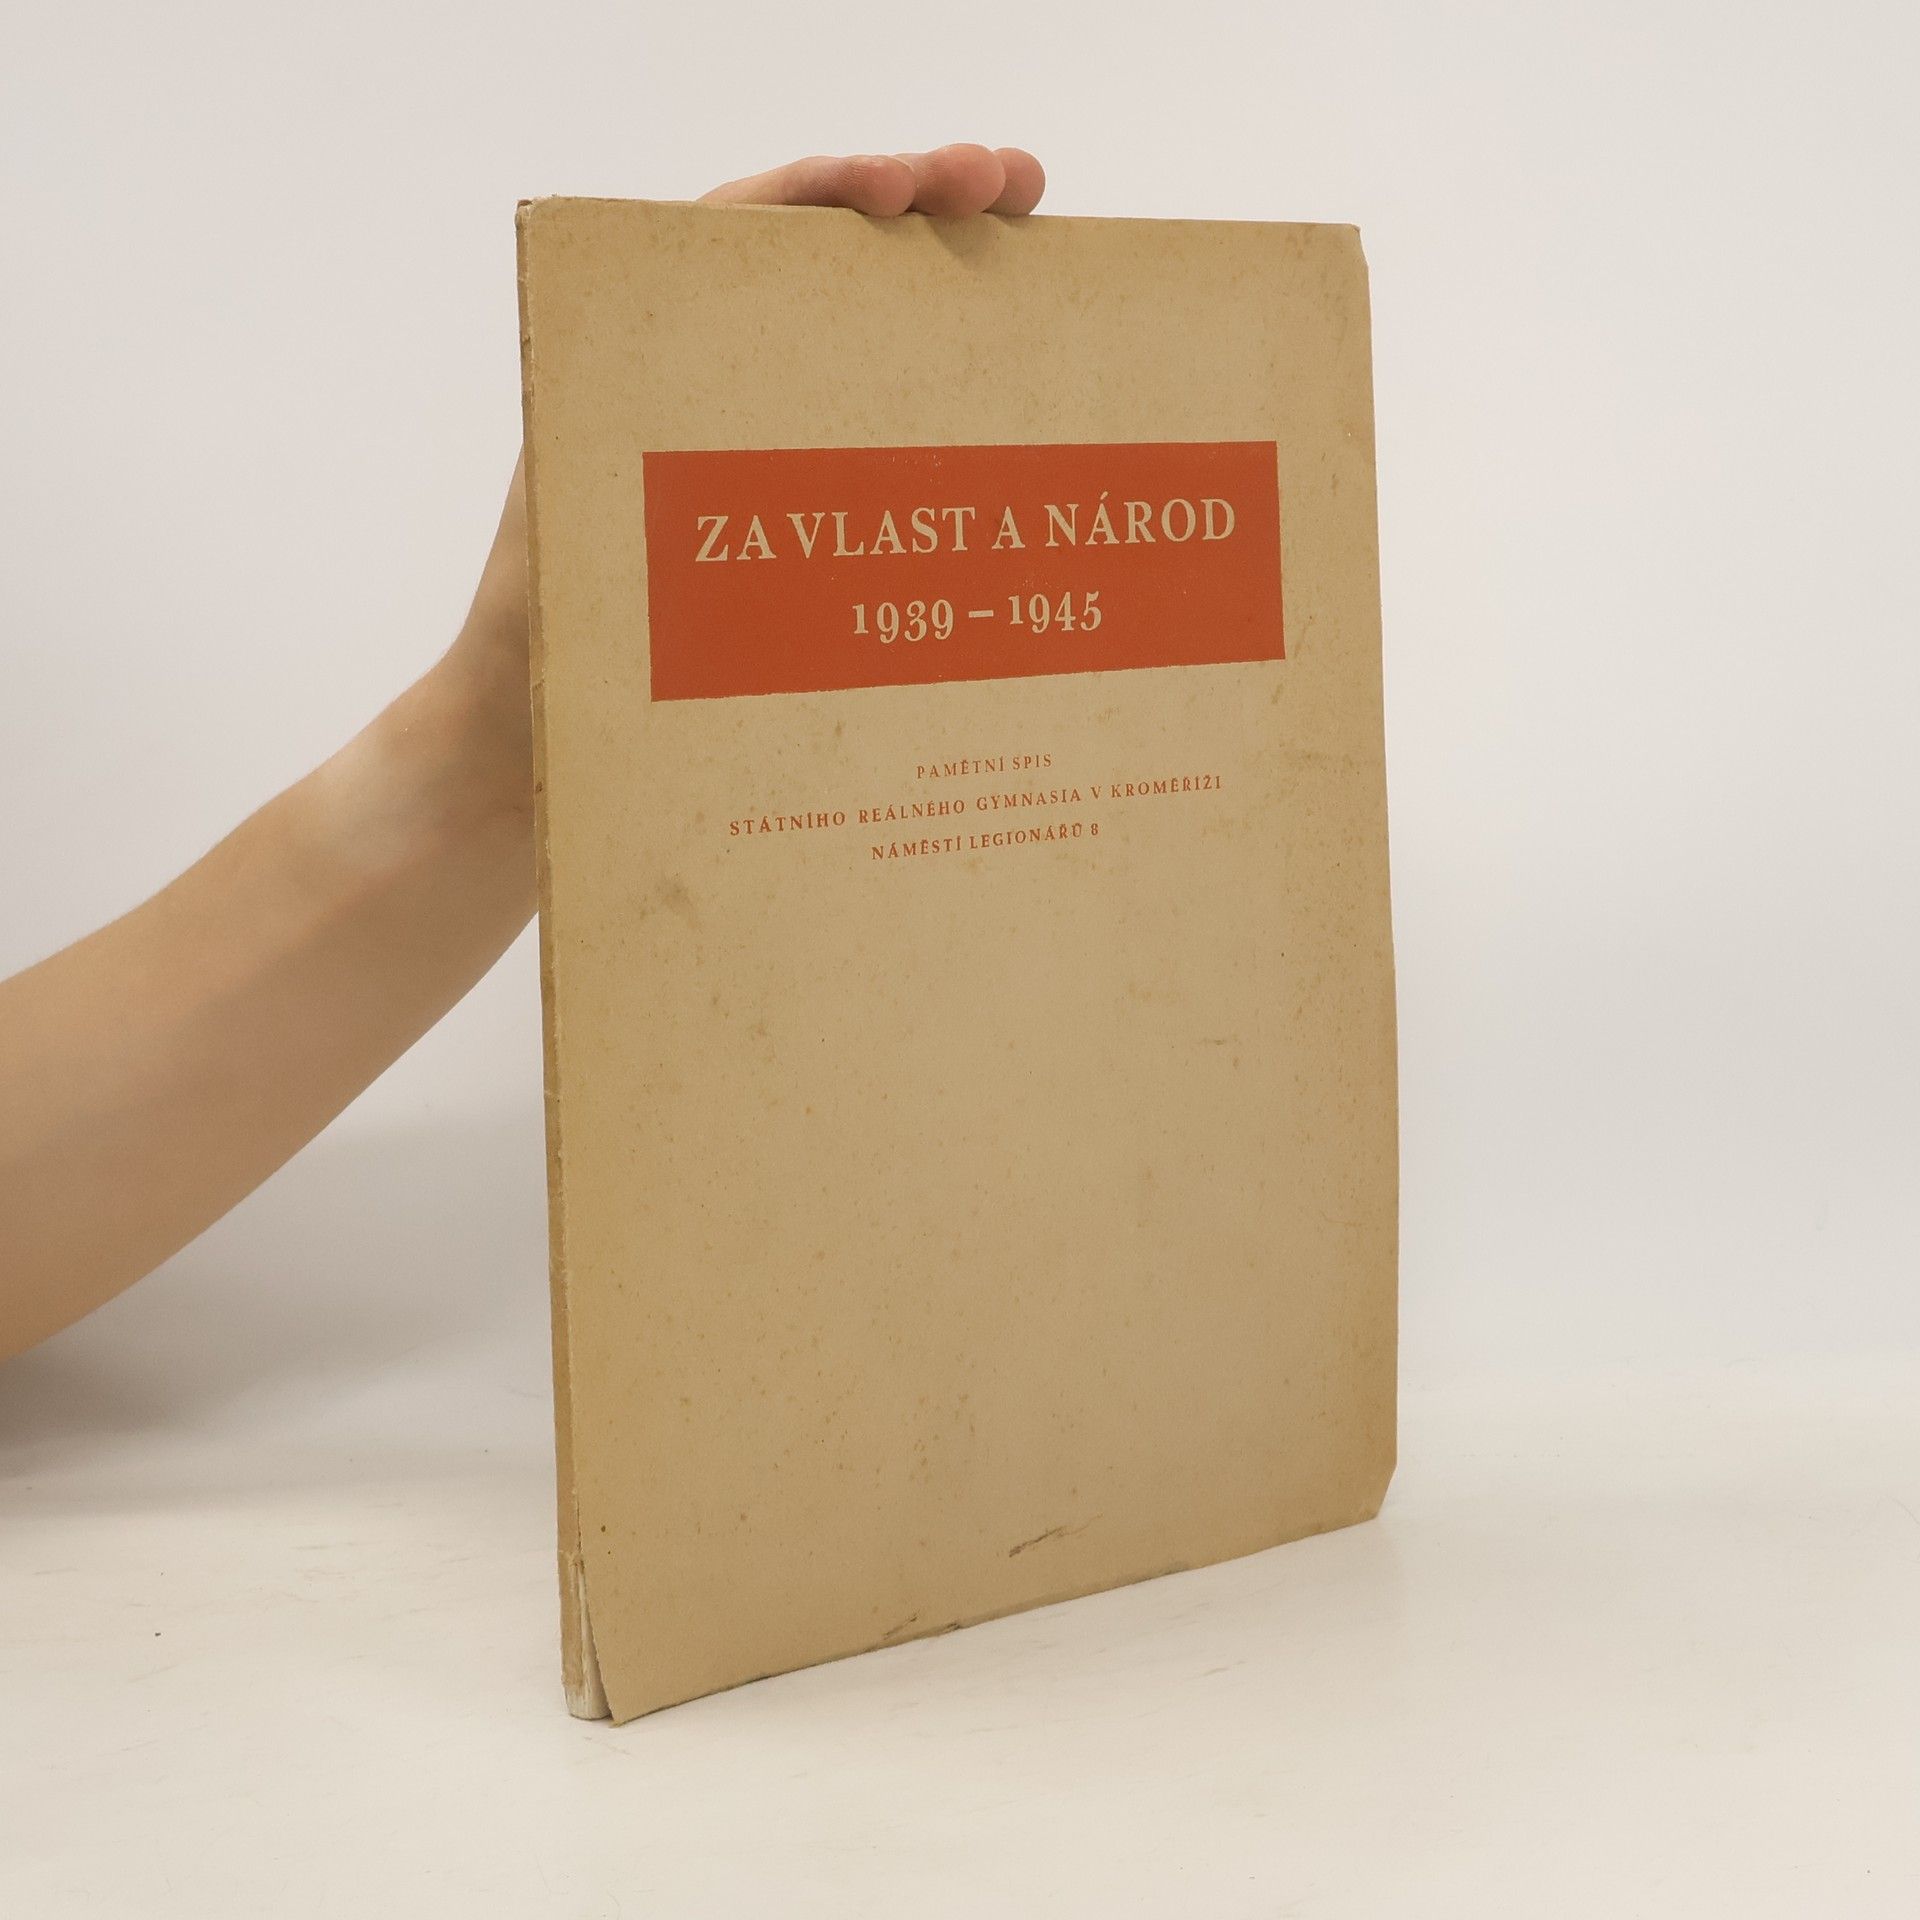 ZA VLAST A NÁROD
1939 – 1945
PAMĚTNÍ SPIS
STÁTNÍHO REÁLNÉHO GYMNASIA V KROMĚŘÍŽI
NÁMĚSTÍ LEGIONÁŘŮ 8